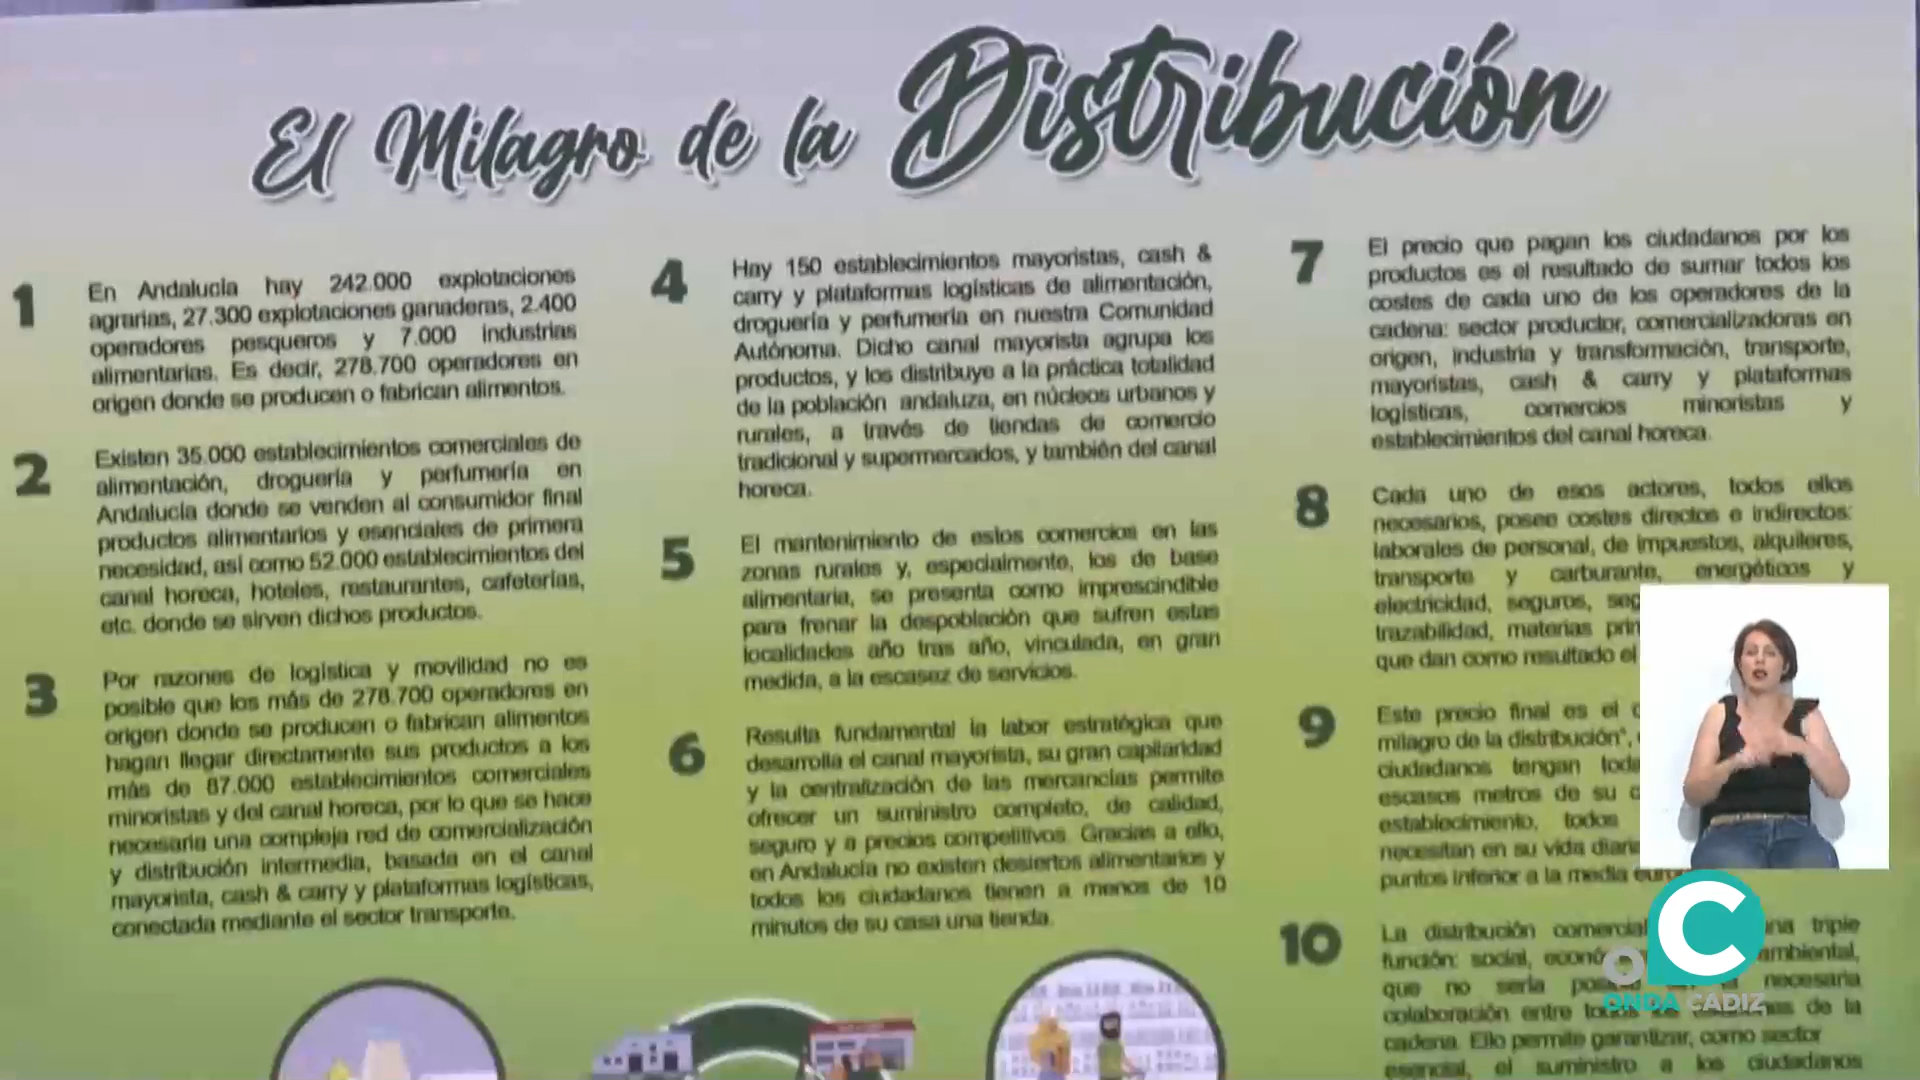 El Milagro de la Distribución
1
En Andalucía hay 242.000 explotaciones
agrarias, 27.300 explotaciones ganaderas, 2.400
operadores pesqueros y 7.000 industrias
alimentarias. Es decir, 278.700 operadores en
origen donde se producen o fabrican alimentos.
2
Existen 35.000 establecimientos comerciales de
alimentación, droguería y perfumería en
Andalucía donde se venden al consumidor final
productos alimentarios y esenciales de primera
necesidad, así como 52.000 establecimientos del
canal horeca, hoteles, restaurantes, cafeterías,
etc. donde se sirven dichos productos.
3
Por razones de logística y movilidad no es
posible que los más de 278.700 operadores en
origen donde se producen o fabrican alimentos
hagan llegar directamente sus productos a los
más de 87.000 establecimientos comerciales
minoristas y del canal horeca, por lo que se hace
necesaria una compleja red de comercialización
y distribución intermedia, basada en el canal
mayorista, cash & carry y plataformas logísticas,
conectada mediante el sector transporte.
4
Hay 150 establecimientos mayoristas, cash &
carry y plataformas logísticas de alimentación,
droguería y perfumería en nuestra Comunidad
Autónoma. Dicho canal mayorista agrupa los
productos, y los distribuye a la práctica totalidad
de la población andaluza, en núcleos urbanos y
rurales, a través de tiendas de comercio
tradicional y supermercados, y también del canal
horeca.
5
El mantenimiento de estos comercios en las
zonas rurales y, especialmente, los de base
alimentaria, se presenta como imprescindible
para frenar la despoblación que sufren estas
localidades año tras año, vinculada, en gran
medida, a la escasez de servicios.
6
Resulta fundamental la labor estratégica que
desarrolla el canal mayorista, su gran capilaridad
y la centralización de las mercancías permite
ofrecer un suministro completo, de calidad,
seguro y a precios competitivos. Gracias a ello,
en Andalucía no existen desiertos alimentarios y
todos los ciudadanos tienen a menos de 10
minutos de su casa una tienda.
7
El precio que pagan los ciudadanos por los
productos es el resultado de sumar todos los
costes de cada uno de los operadores de la
cadena: sector productor, comercializadoras en
origen, industria y transformación, transporte,
mayoristas, cash & carry y plataformas
logísticas, comercios minoristas y
establecimientos del canal horeca.
8
Cada uno de esos actores, todos ellos
necesarios, posee costes directos e indirectos:
laborales de personal, de impuestos, alquileres,
transporte y carburante, energéticos y
electricidad, seguros,
trazabilidad, materias
que dan como resultado el
9
Este precio final es el
milagro de la distribución",
ciudadanos tengan
escasos metros de su
establecimiento, todos
necesitan en su vida
puntos inferior a la media
10
La distribución comercial triple
función: social,
que no sería necesaria
colaboración entre de la
cadena. Ello permite garantizar, como sector
esencial, el suministro a los ciudadanos
C
ONDA CÁDIZ